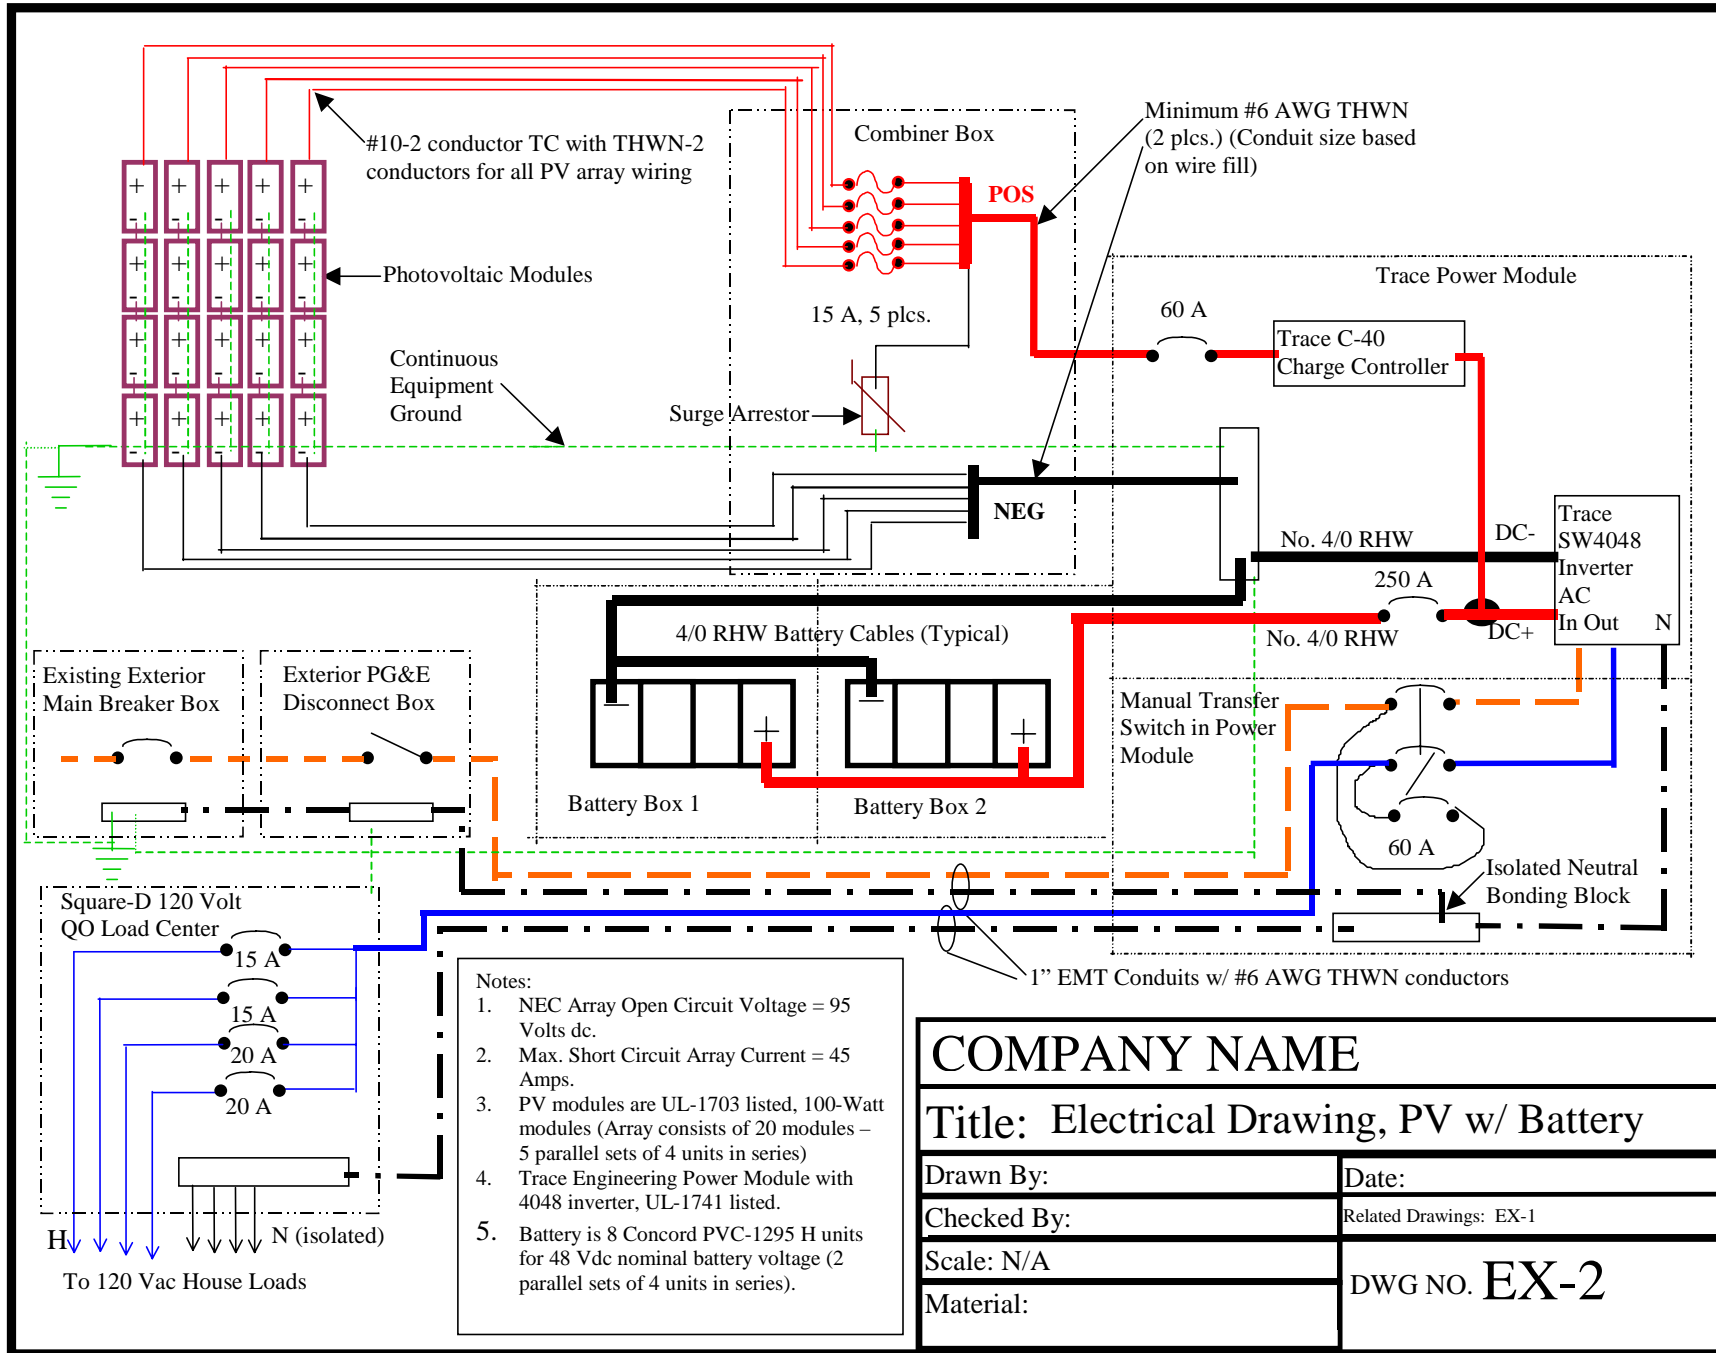 #10-2 conductor TC with THWN-2
conductors for all PV array wiring
Combiner Box
Minimum #6 AWG THWN
(2 plcs.) (Conduit size based
on wire fill)
POS
Photovoltaic Modules
15 A, 5 plcs.
Trace Power Module
60 A
Trace C-40
Charge Controller
Continuous
Equipment
Ground
Surge Arrestor
NEG
No. 4/0 RHW
DC-
Trace
SW4048
Inverter
AC
In Out N
250 A
No. 4/0 RHW
DC+
4/0 RHW Battery Cables (Typical)
Existing Exterior
Main Breaker Box
Exterior PG&E
Disconnect Box
Manual Transfer
Switch in Power
Module
Battery Box 1
Battery Box 2
60 A
Isolated Neutral
Bonding Block
Square-D 120 Volt
QO Load Center
15 A
15 A
20 A
20 A
1” EMT Conduits w/ #6 AWG THWN conductors
H
N (isolated)
To 120 Vac House Loads
Notes:
1. NEC Array Open Circuit Voltage = 95
Volts dc.
2. Max. Short Circuit Array Current = 45
Amps.
3. PV modules are UL-1703 listed, 100-Watt
modules (Array consists of 20 modules –
5 parallel sets of 4 units in series)
4. Trace Engineering Power Module with
4048 inverter, UL-1741 listed.
5. Battery is 8 Concord PVC-1295 H units
for 48 Vdc nominal battery voltage (2
parallel sets of 4 units in series).
COMPANY NAME
Title: Electrical Drawing, PV w/ Battery
Drawn By:
Date:
Checked By:
Related Drawings: EX-1
Scale: N/A
DWG NO. EX-2
Material: